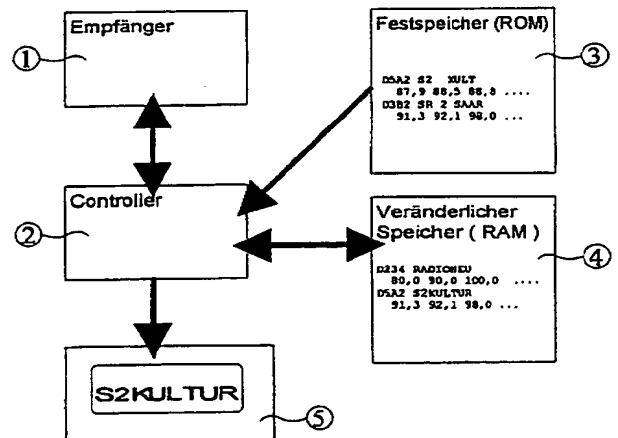 Empfänger
①
Festspeicher (ROM)
③
D5A2 S2 KULT
87,9 88,5 88,8 ....
D3B2 SR 2 SAAR
91,3 92,1 98,0 ...
Controller
②
Veränderlicher
Speicher ( RAM )
④
D234 RADIONEU
80,0 90,0 100,0 ....
D5A2 S2KULTUR
91,3 92,1 98,0 ...
S2KULTUR
⑤